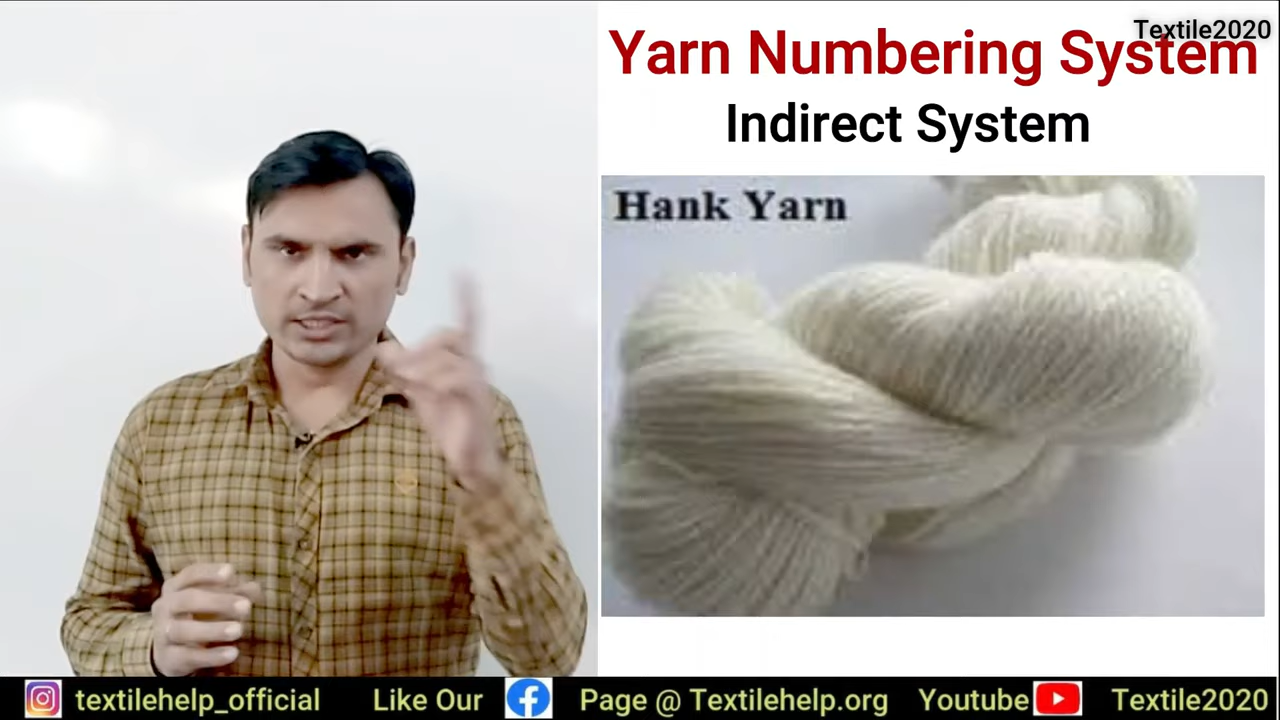 Textile2020
Yarn Numbering System
Indirect System
Hank Yarn
textilehelp_official Like Our Page @ Textilehelp.org Youtube Textile2020